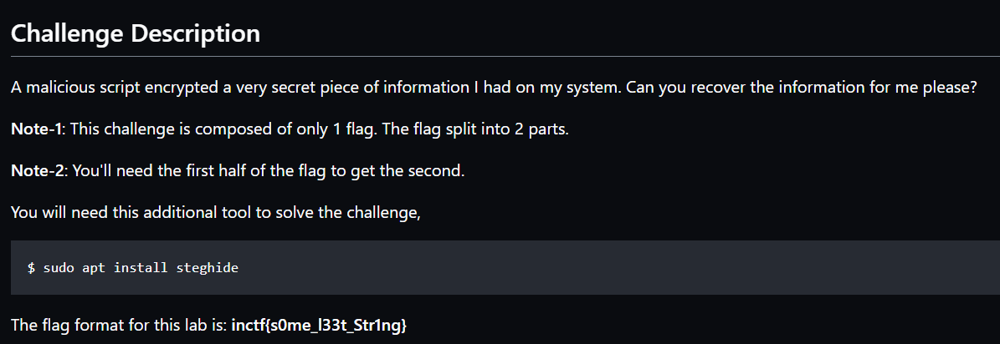 Challenge Description
A malicious script encrypted a very secret piece of information I had on my system. Can you recover the information for me please?
Note-1: This challenge is composed of only 1 flag. The flag split into 2 parts.
Note-2: You'll need the first half of the flag to get the second.
You will need this additional tool to solve the challenge,
$ sudo apt install steghide
The flag format for this lab is: inctf{s0me_l33t_Str1ng}